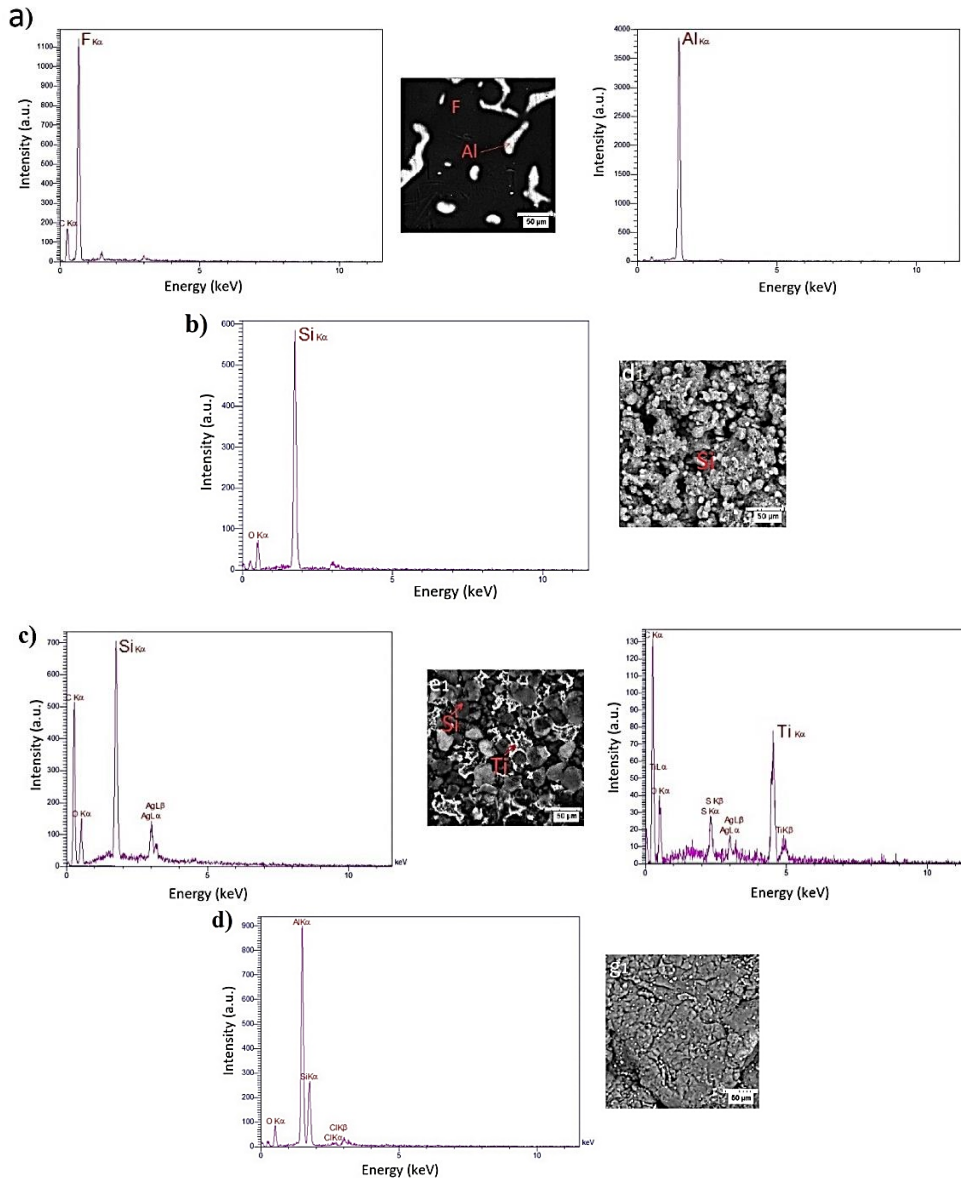 a)
Intensity (a.u.)
1100
1000
900
800
700
600
500
400
300
200
100
0
F Kα
C Kα
0
5
10
Energy (keV)
F
Al
50 µm
Intensity (a.u.)
4000
3500
3000
2500
2000
1500
1000
500
0
Al Kα
0
5
10
Energy (keV)
b)
Intensity (a.u.)
600
500
400
300
200
100
0
Si Kα
O Kα
0
5
10
Energy (keV)
d1
Si
50 µm
c)
Intensity (a.u.)
700
600
500
400
300
200
100
0
Si Kα
C Kα
O Kα
AgLβ
AgLα
0
5
10
keV
Energy (keV)
e1
Si
Ti
50 µm
Intensity (a.u.)
130
120
110
100
90
80
70
60
50
40
30
20
10
0
C Kα
TiLα
O Kα
S Kβ
S Kα
AgLβ
AgLα
Ti Kα
TiKβ
0
5
10
Energy (keV)
d)
Intensity (a.u.)
900
800
700
600
500
400
300
200
100
0
AlKα
SiKα
O Kα
ClKβ
ClKα
0
5
10
keV
Energy (keV)
g1
50 µm